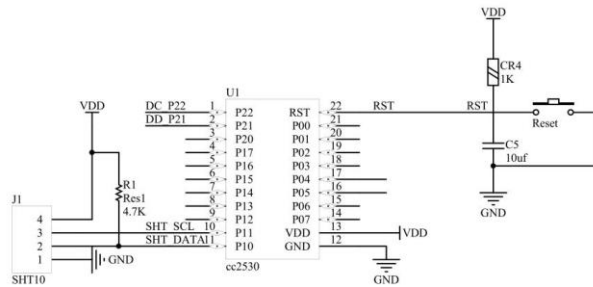 VDD
CR4
1K
U1
DC P22 1 P22 RST 22 RST RST
Reset
DD P21 2 P21 P00 21
VDD
3 P20 P01 20
4 P17 P02 19
C5
10uf
5 P16 P03 18
6 P15 P04 17
R1
Res1
4.7K
7 P14 P05 16
8 P13 P06 15
J1
9 P12 P07 14
GND
4
3 SHT SCL 10 P11 VDD 13 VDD
2 SHT DATA 11 P10 GND 12
1 GND
SHT10
cc2530
GND